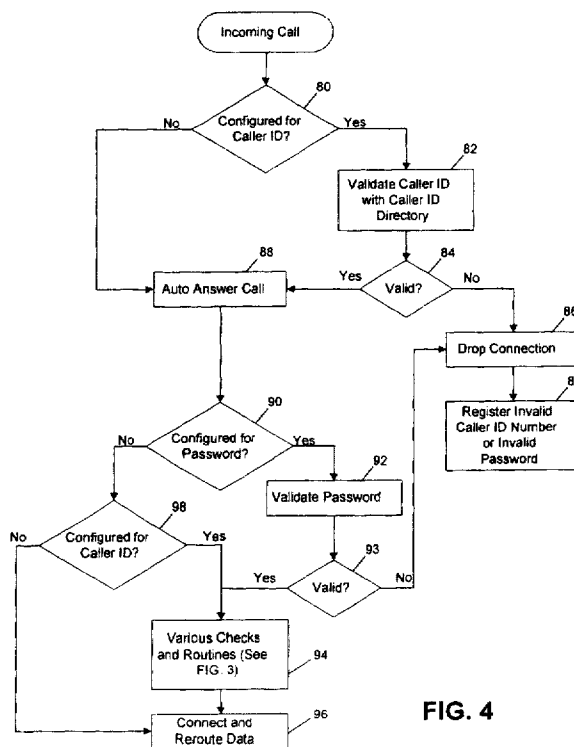 Incoming Call
80
No
Configured for
Caller ID?
Yes
82
Validate Caller ID
with Caller ID
Directory
88
84
Auto Answer Call
Yes
Valid?
No
86
Drop Connection
8
Register Invalid
Caller ID Number
or Invalid
Password
90
No
Configured for
Password?
Yes
92
Validate Password
98
No
Configured for
Caller ID?
Yes
93
Yes
Valid?
No
Various Checks
and Routines (See
FIG. 3)
94
Connect and
Reroute Data
96
FIG. 4